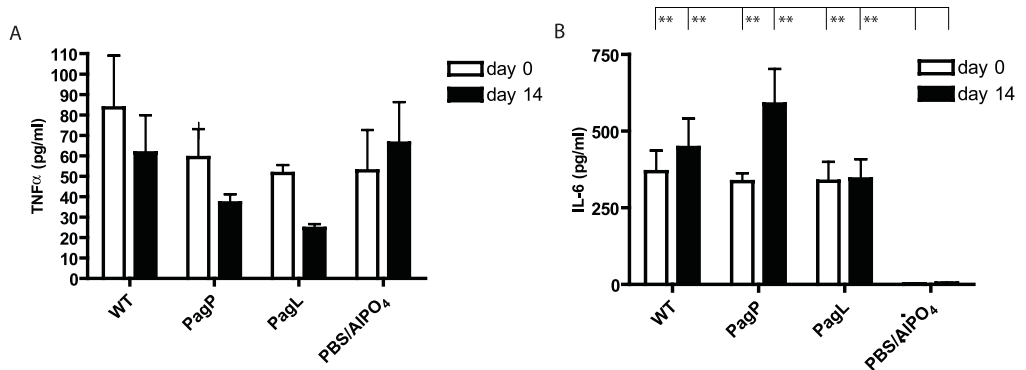 A
TNFα (pg/ml)
110
100
90
80
70
60
50
40
30
20
10
0
WT
PagP
PagL
PBS/AlPO4
day 0
day 14
B
** ** ** ** ** **
IL-6 (pg/ml)
750
500
250
0
WT
PagP
PagL
PBS/AlPO4
day 0
day 14